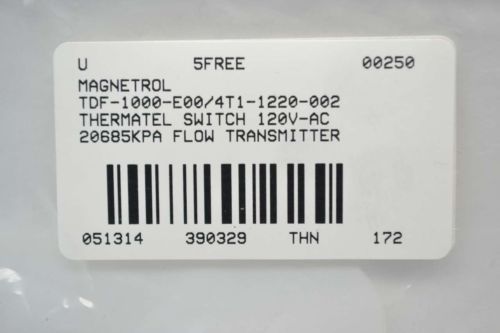 U 5FREE 00250
MAGNETROL
TDF-1000-E00/4T1-1220-002
THERMATEL SWITCH 120V-AC
20685KPA FLOW TRANSMITTER
051314 390329 THN 172